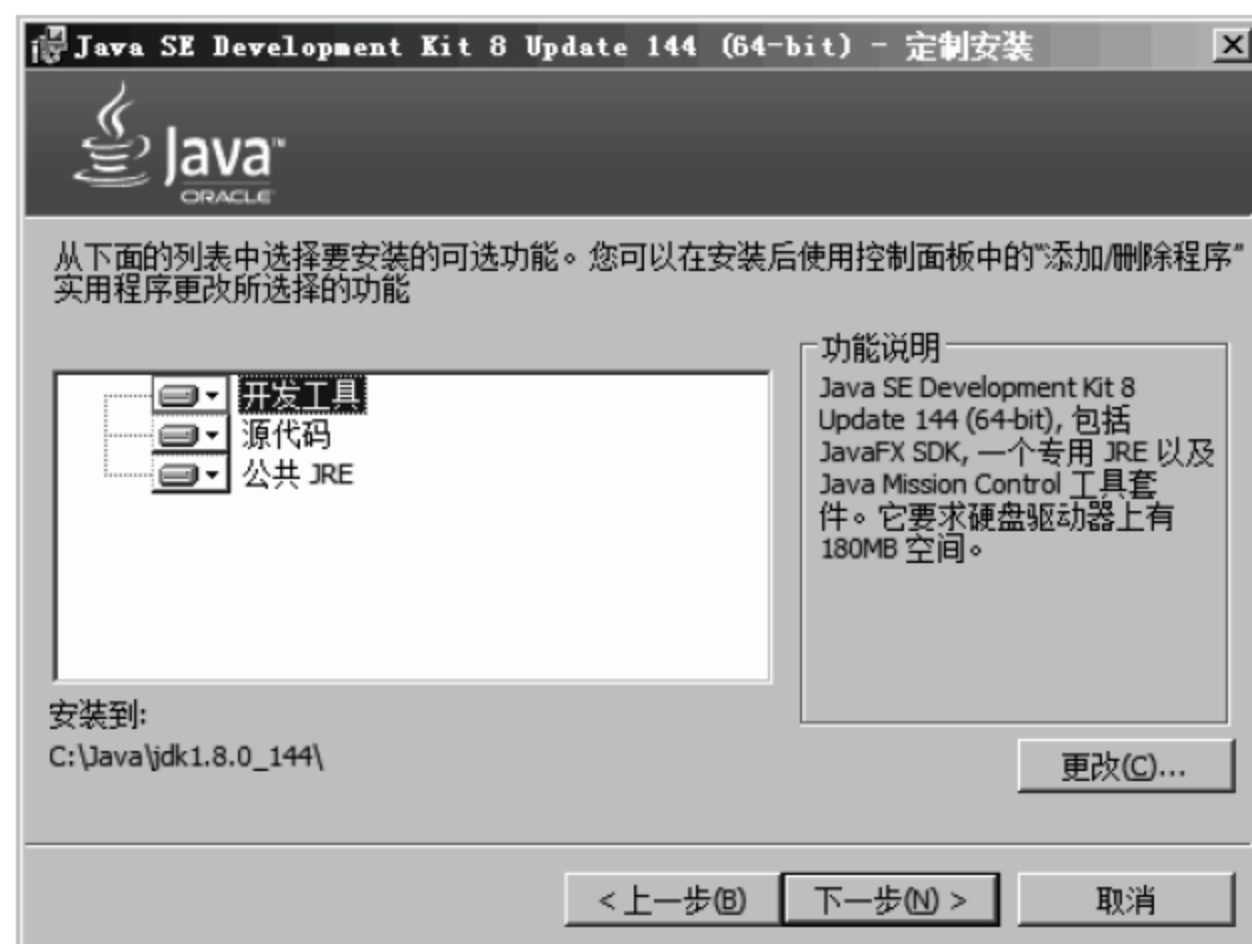 Java SE Development Kit 8 Update 144 (64-bit) - 定制安装
Java™
ORACLE
从下面的列表中选择要安装的可选功能。您可以在安装后使用控制面板中的“添加/删除程序”
实用程序更改所选择的功能
开发工具
源代码
公共 JRE
功能说明
Java SE Development Kit 8
Update 144 (64-bit), 包括
JavaFX SDK, 一个专用 JRE 以及
Java Mission Control 工具套
件。它要求硬盘驱动器上有
180MB 空间。
安装到:
C:\Java\jdk1.8.0_144\
更改(C)...
<上一步(B)
下一步(N) >
取消